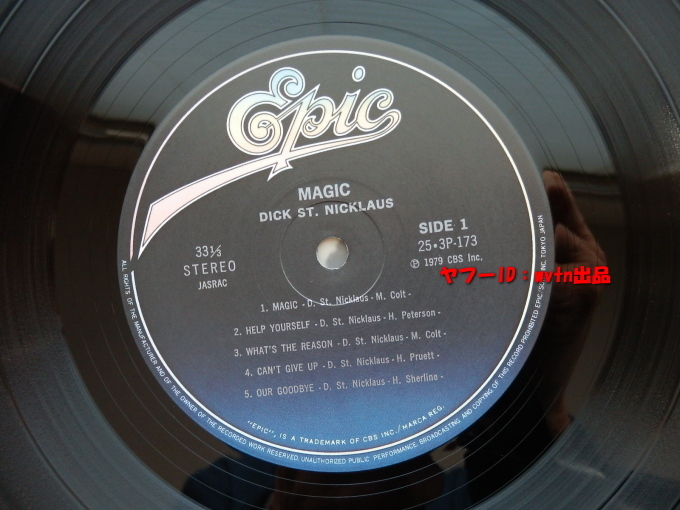 Epic
MAGIC
DICK ST. NICKLAUS
33⅓
STEREO
JASRAC
SIDE 1
25•3P-173
Ⓟ 1979 CBS Inc.
ヤフーID:mvtn出品
1. MAGIC - D. St. Nicklaus - M. Colt -
2. HELP YOURSELF - D. St. Nicklaus - H. Peterson -
3. WHAT'S THE REASON - D. St. Nicklaus - M. Colt -
4. CAN'T GIVE UP - D. St. Nicklaus - H. Pruett -
5. OUR GOODBYE - D. St. Nicklaus - H. Sherline -
"EPIC", IS A TRADEMARK OF CBS INC./MARCA REG.
ALL RIGHTS OF THE MANUFACTURER AND OF THE OWNER OF THE RECORDED WORK RESERVED. UNAUTHORIZED PUBLIC PERFORMANCE, BROADCASTING AND COPYING OF THIS RECORD PROHIBITED EPIC/ INC. TOKYO JAPAN